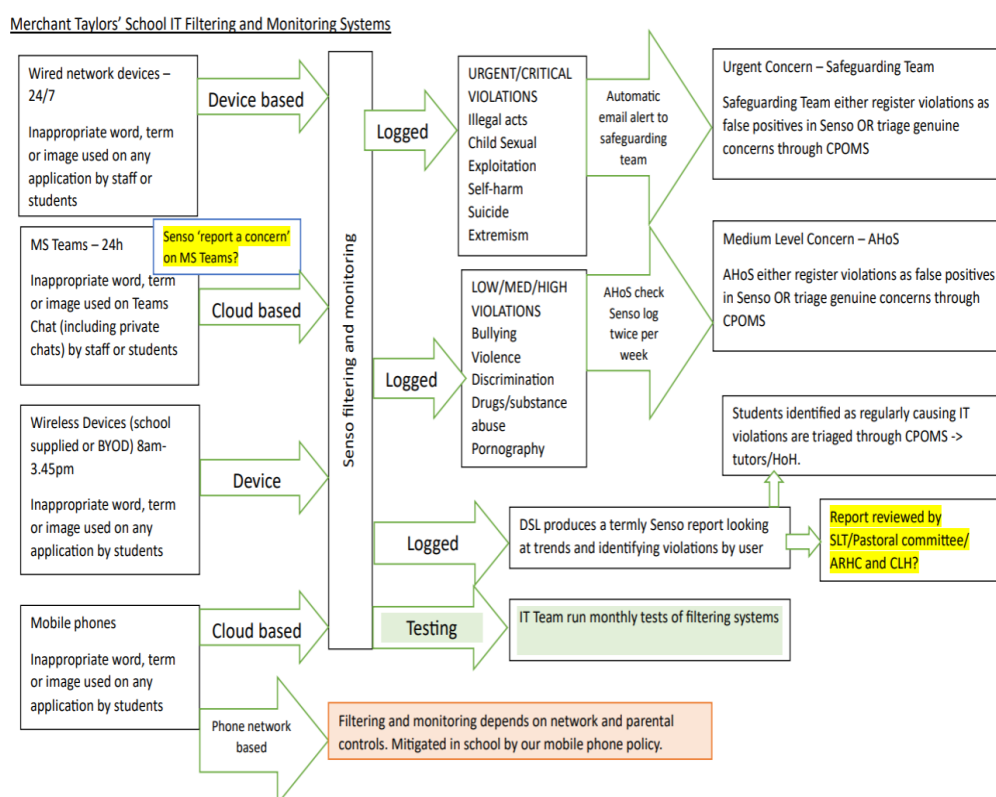 Merchant Taylors' School IT Filtering and Monitoring Systems
Wired network devices –
24/7
Inappropriate word, term
or image used on any
application by staff or
students
Device based
MS Teams – 24h
Inappropriate word, term
or image used on Teams
Chat (including private
chats) by staff or students
Senso 'report a concern'
on MS Teams?
Cloud based
Wireless Devices (school
supplied or BYOD) 8am-
3.45pm
Inappropriate word, term
or image used on any
application by students
Device
Mobile phones
Inappropriate word, term
or image used on any
application by students
Cloud based
Phone network
based
Senso filtering and monitoring
Logged
URGENT/CRITICAL
VIOLATIONS
Illegal acts
Child Sexual
Exploitation
Self-harm
Suicide
Extremism
Automatic
email alert to
safeguarding
team
Urgent Concern – Safeguarding Team
Safeguarding Team either register violations as
false positives in Senso OR triage genuine
concerns through CPOMS
Logged
LOW/MED/HIGH
VIOLATIONS
Bullying
Violence
Discrimination
Drugs/substance
abuse
Pornography
AHoS check
Senso log
twice per
week
Medium Level Concern – AHoS
AHoS either register violations as false positives
in Senso OR triage genuine concerns through
CPOMS
Students identified as regularly causing IT
violations are triaged through CPOMS ->
tutors/HoH.
Logged
DSL produces a termly Senso report looking
at trends and identifying violations by user
Report reviewed by
SLT/Pastoral committee/
ARHC and CLH?
Testing
IT Team run monthly tests of filtering systems
Filtering and monitoring depends on network and parental
controls. Mitigated in school by our mobile phone policy.